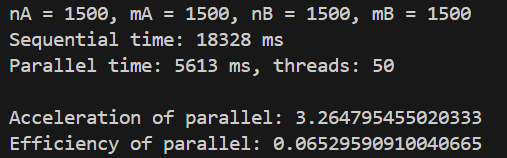 nA = 1500, mA = 1500, nB = 1500, mB = 1500
Sequential time: 18328 ms
Parallel time: 5613 ms, threads: 50
Acceleration of parallel: 3.264795455020333
Efficiency of parallel: 0.06529590910040665